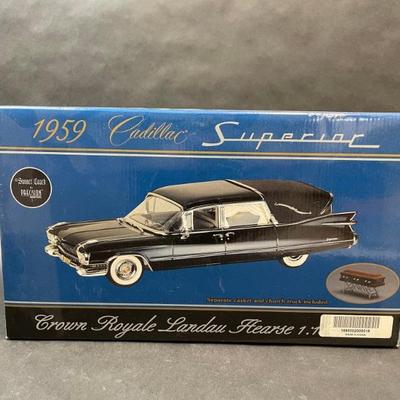 1959 Cadillac Superior
Sunset Coach
PRECISION
Separate casket and church truck included
Crown Royale Landau Hearse 1:1